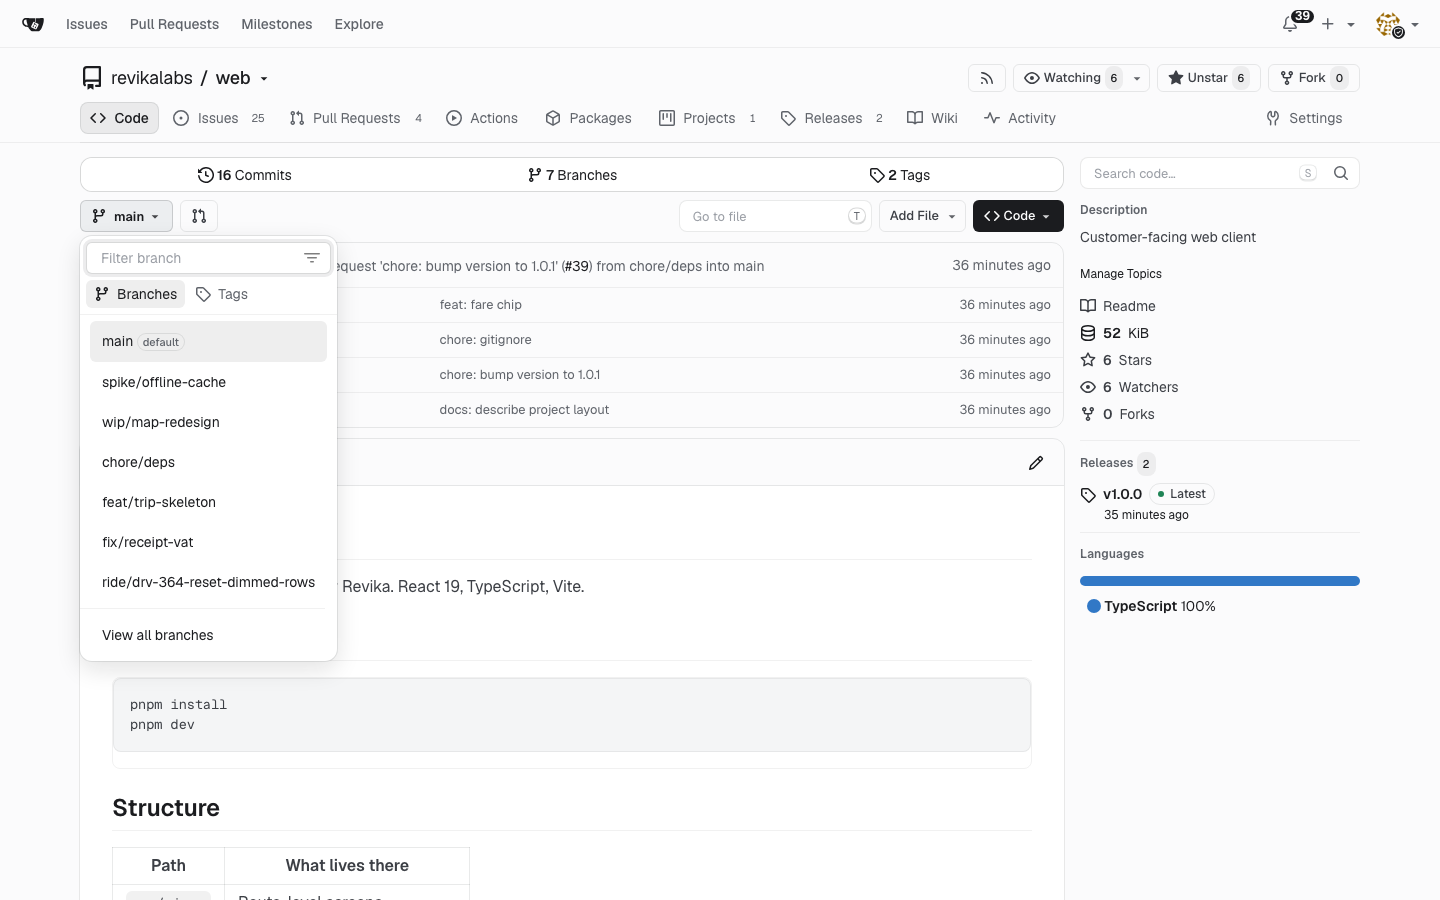 Issues Pull Requests Milestones Explore 39
revikalabs / web Watching 6 Unstar 6 Fork 0
Code Issues 25 Pull Requests 4 Actions Packages Projects 1 Releases 2 Wiki Activity Settings
16 Commits 7 Branches 2 Tags
main Go to file T Add File Code
Filter branch
Branches Tags
main default
spike/offline-cache
wip/map-redesign
chore/deps
feat/trip-skeleton
fix/receipt-vat
ride/drv-364-reset-dimmed-rows
View all branches
equest 'chore: bump version to 1.0.1' (#39) from chore/deps into main 36 minutes ago
feat: fare chip 36 minutes ago
chore: gitignore 36 minutes ago
chore: bump version to 1.0.1 36 minutes ago
docs: describe project layout 36 minutes ago
Revika. React 19, TypeScript, Vite.
pnpm install
pnpm dev
Structure
Path What lives there
Search code... S
Description
Customer-facing web client
Manage Topics
Readme
52 KiB
6 Stars
6 Watchers
0 Forks
Releases 2
v1.0.0 Latest
35 minutes ago
Languages
TypeScript 100%